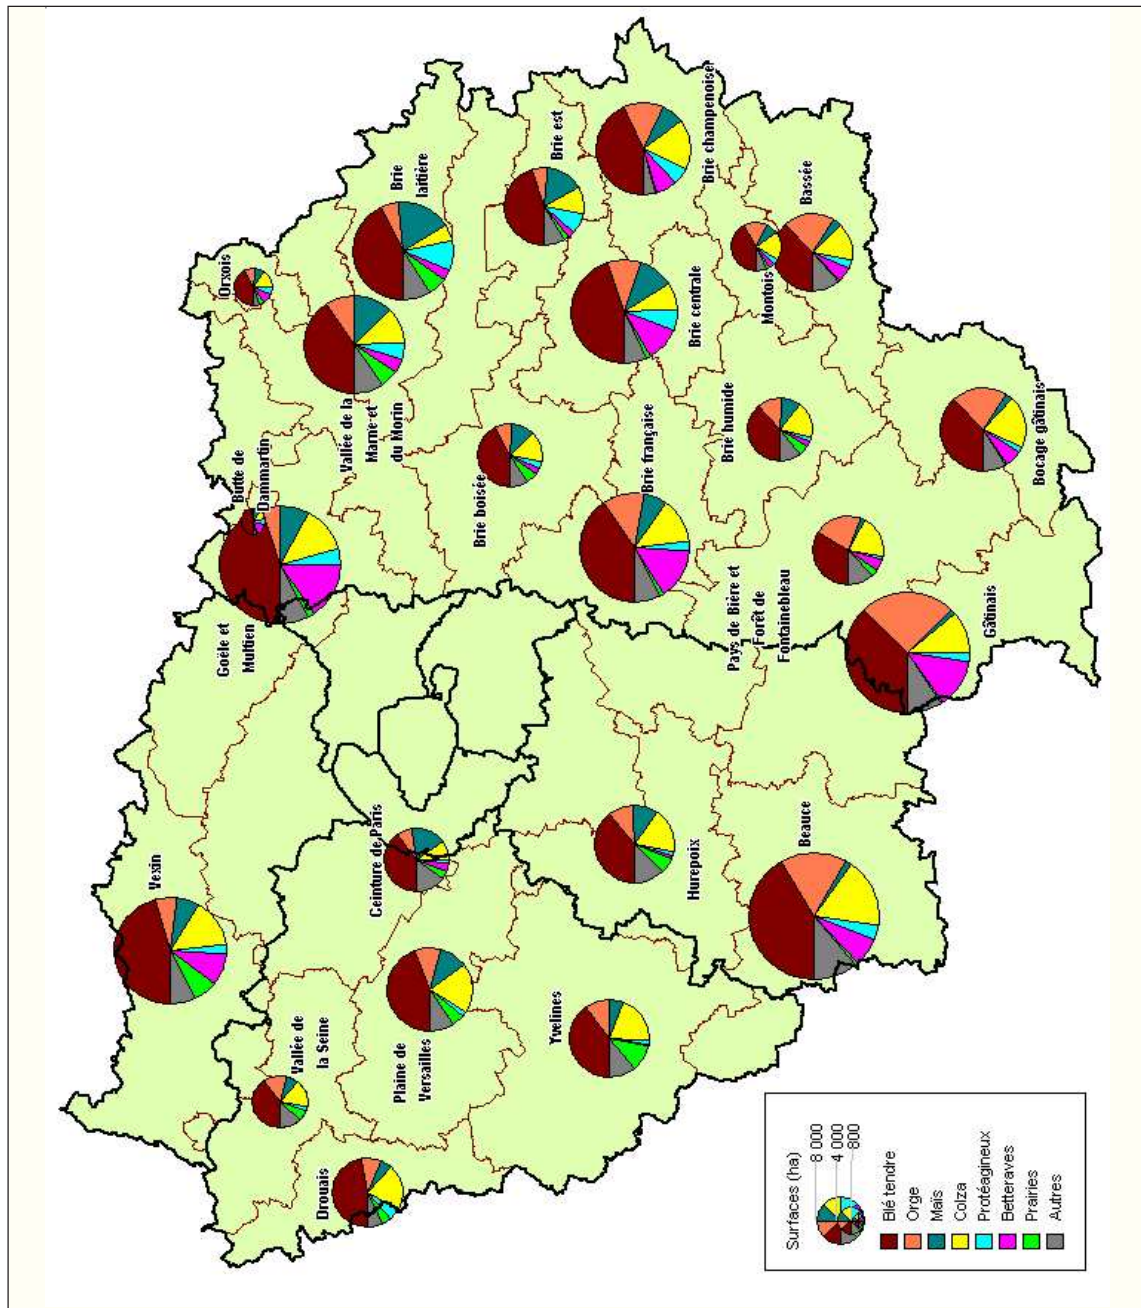 Vexin
Goële et
Multien
Orxois
Butte de
Dammartin
Vallée de
la Seine
Drouais
Vallée de la
Marne et
du Morin
Ceinture de Paris
Brie
laitière
Plaine de
Versailles
Brie boisée
Yvelines
Brie est
Brie française
Hurepoix
Brie centrale
Brie champenoise
Brie humide
Pays de Bière et
Forêt de
Fontainebleau
Montois
Beauce
Bassée
Gâtinais
Bocage gâtinais
Surfaces (ha)
8 000
4 000
800
Blé tendre
Orge
Maïs
Colza
Protéagineux
Betteraves
Prairies
Autres